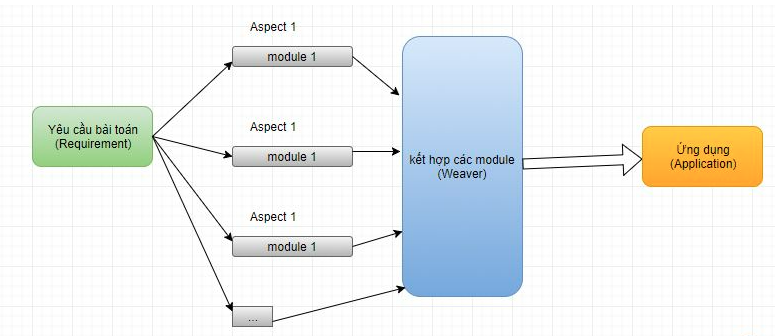 Aspect 1
module 1
Yêu cầu bài toán
(Requirement)
Aspect 1
module 1
Aspect 1
module 1
...
kết hợp các module
(Weaver)
Ứng dụng
(Application)